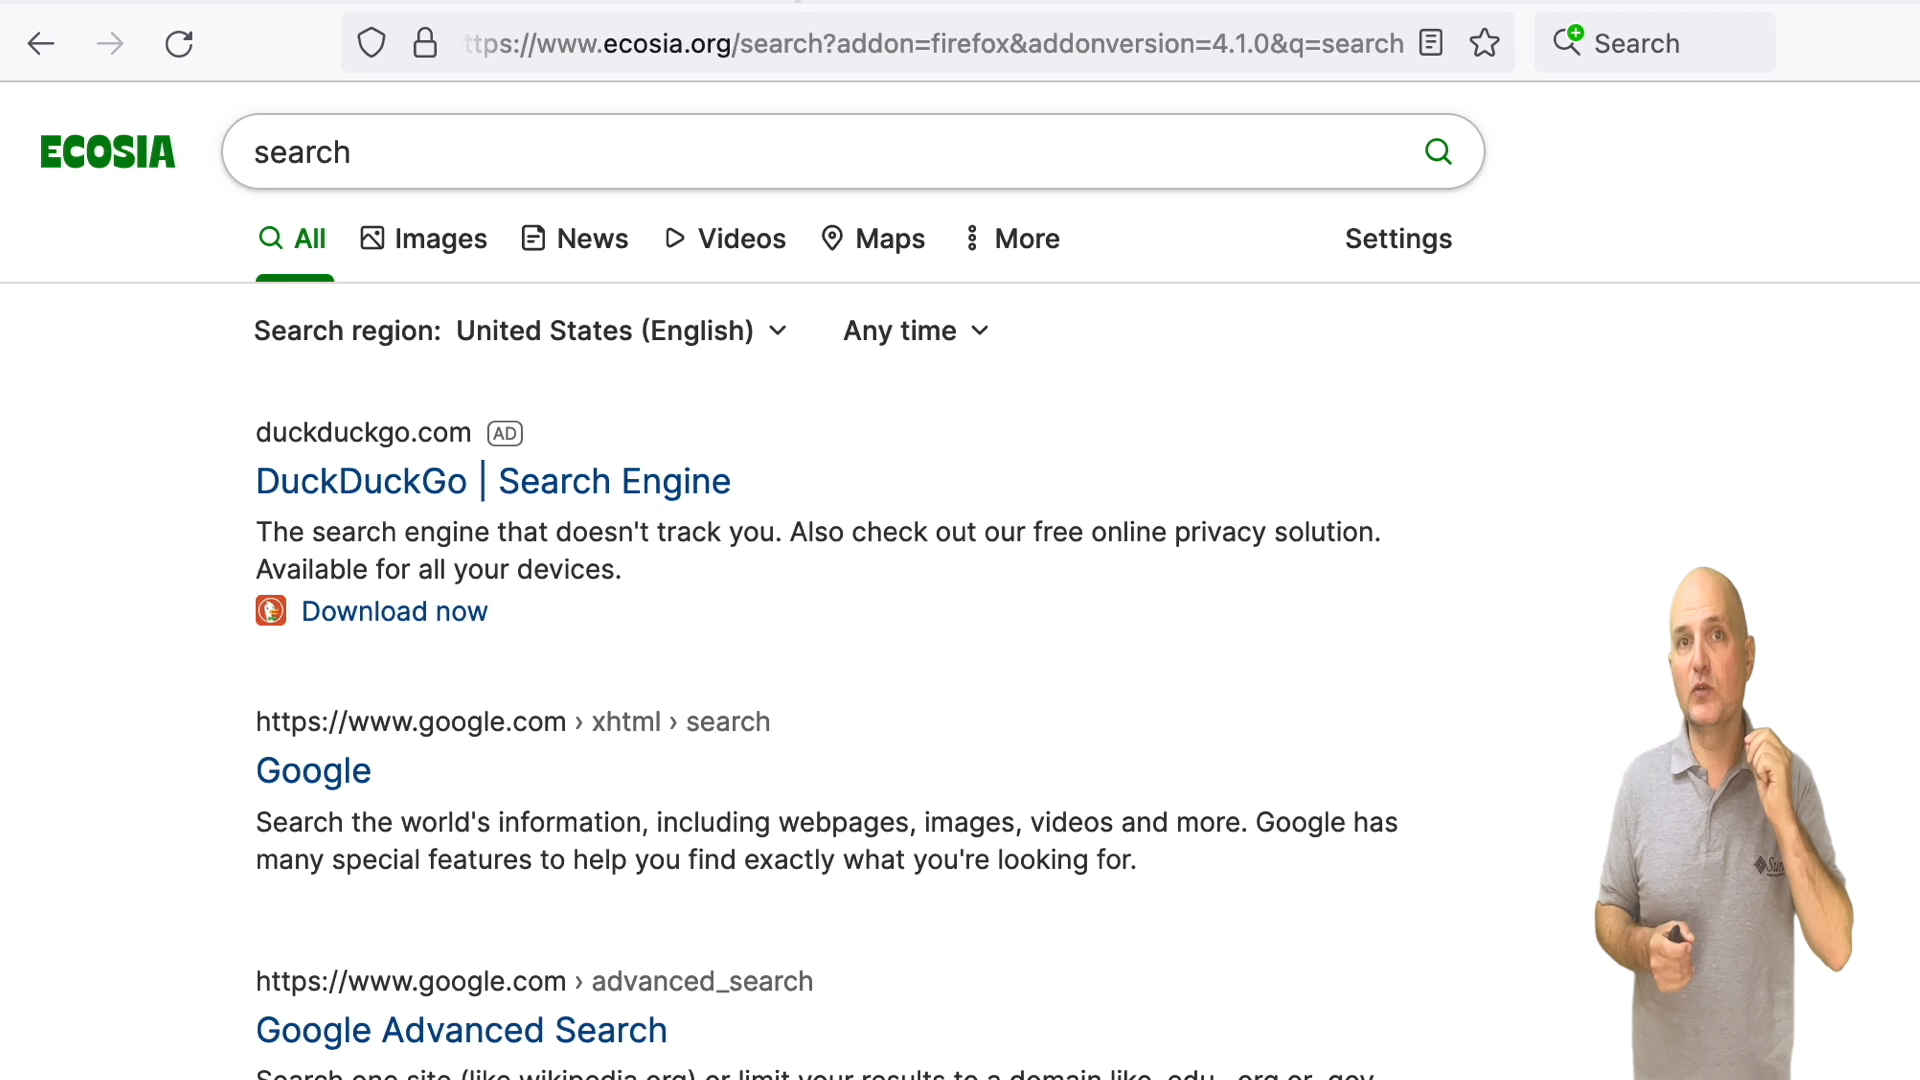 ttps://www.ecosia.org/search?addon=firefox&addonversion=4.1.0&q=search
Search
ECOSIA
search
All
Images
News
Videos
Maps
More
Settings
Search region: United States (English)
Any time
duckduckgo.com AD
DuckDuckGo | Search Engine
The search engine that doesn't track you. Also check out our free online privacy solution.
Available for all your devices.
Download now
https://www.google.com › xhtml › search
Google
Search the world's information, including webpages, images, videos and more. Google has
many special features to help you find exactly what you're looking for.
Sun
https://www.google.com › advanced_search
Google Advanced Search
Search one site (like wikipedia.org) or limit your results to a domain like .edu, .org or .gov